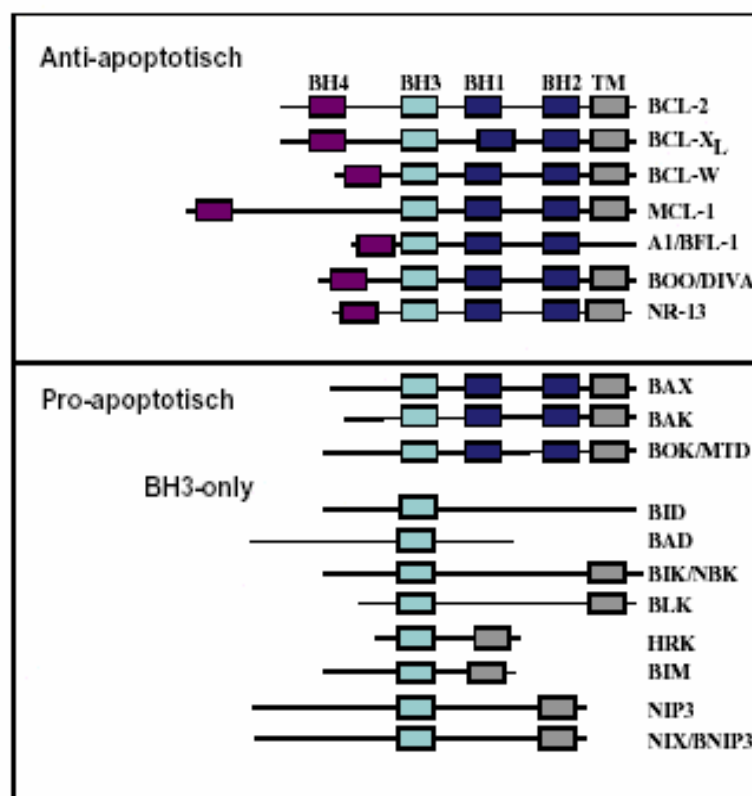 Anti-apoptotisch
BH4 BH3 BH1 BH2 TM
BCL-2
BCL-XL
BCL-W
MCL-1
A1/BFL-1
BOO/DIVA
NR-13
Pro-apoptotisch
BAX
BAK
BOK/MTD
BH3-only
BID
BAD
BIK/NBK
BLK
HRK
BIM
NIP3
NIX/BNIP3